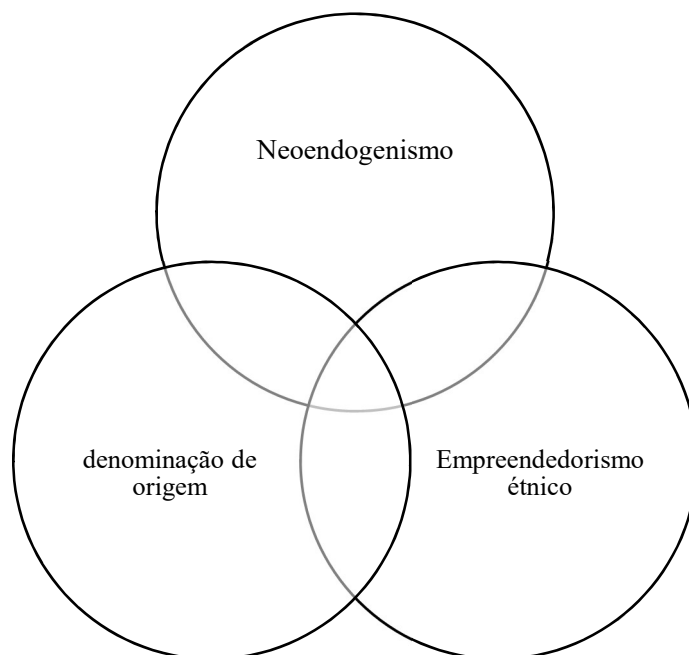 Neoendogenismo
denominação de
origem
Empreendedorismo
étnico